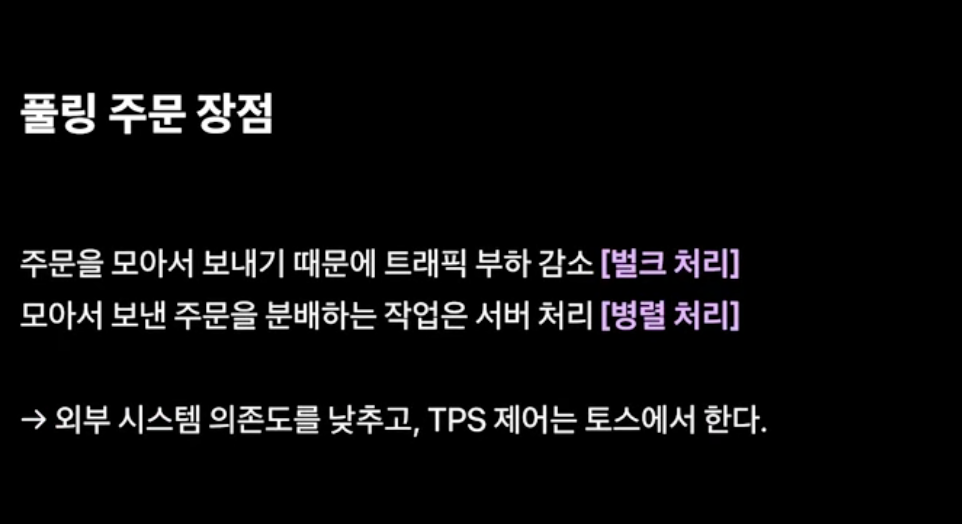 풀링 주문 장점
주문을 모아서 보내기 때문에 트래픽 부하 감소 [벌크 처리]
모아서 보낸 주문을 분배하는 작업은 서버 처리 [병렬 처리]
→ 외부 시스템 의존도를 낮추고, TPS 제어는 토스에서 한다.